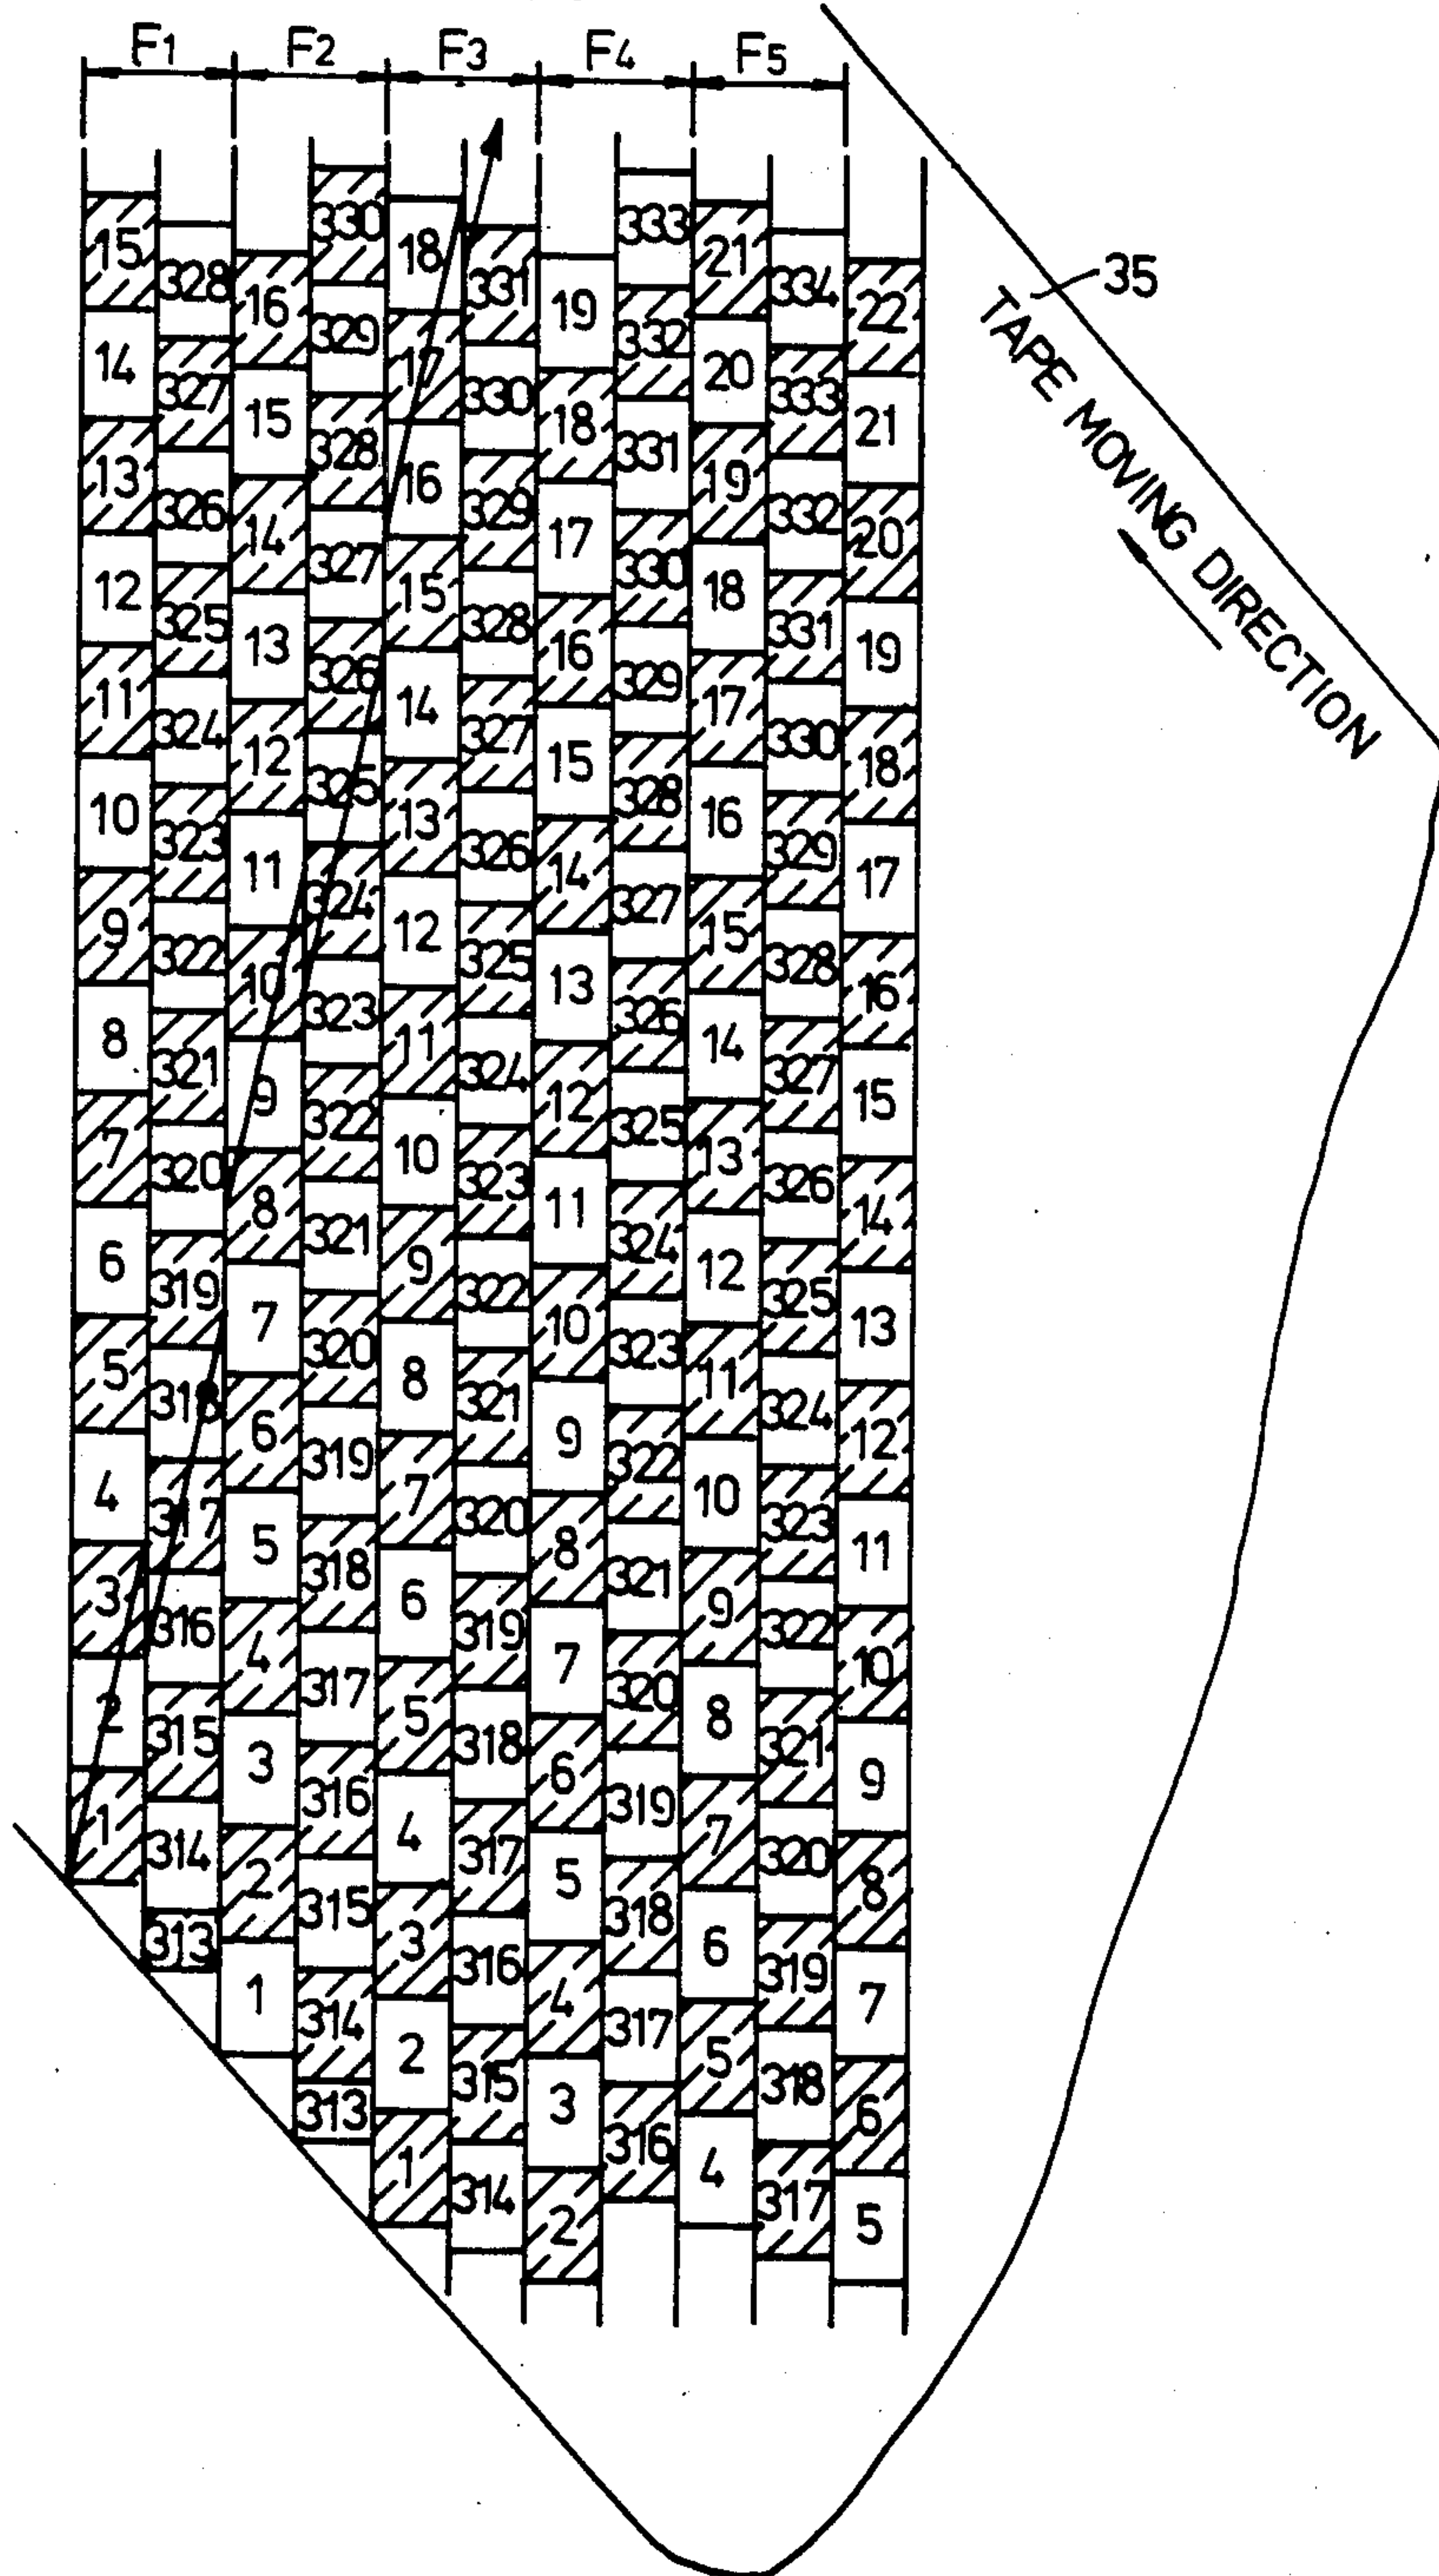 F1 F2 F3 F4 F5
35
TAPE MOVING DIRECTION
15 14 13 12 11 10 9 8 7 6 5 4 3 2 1
328 327 326 325 324 323 322 321 320 319 318 317 316 315 314 313
16 15 14 13 12 11 10 9 8 7 6 5 4 3 2 1
330 329 328 327 326 325 324 323 322 321 320 319 318 317 316 315 314 313
18 17 16 15 14 13 12 11 10 9 8 7 6 5 4 3 2 1
331 330 329 328 327 326 325 324 323 322 321 320 319 318 317 316 315 314
19 18 17 16 15 14 13 12 11 10 9 8 7 6 5 4 3 2
333 332 331 330 329 328 327 326 325 324 323 322 321 320 319 318 317 316
21 20 19 18 17 16 15 14 13 12 11 10 9 8 7 6 5 4
334 333 332 331 330 329 328 327 326 325 324 323 322 321 320 319 318 317
22 21 20 19 18 17 16 15 14 13 12 11 10 9 8 7 6 5